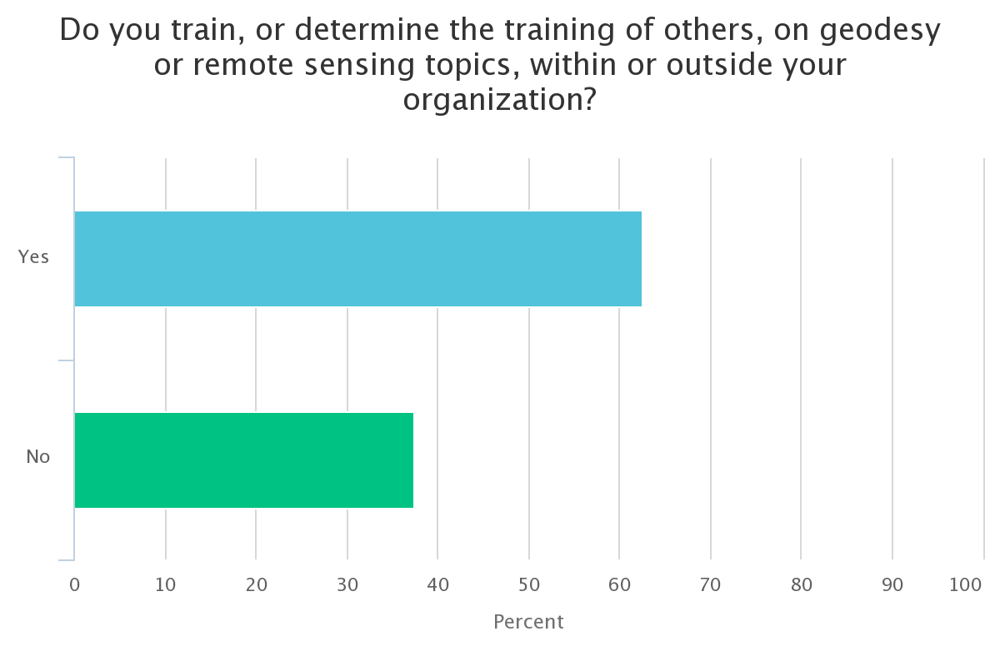 Do you train, or determine the training of others, on geodesy
or remote sensing topics, within or outside your
organization?
Yes
No
0 10 20 30 40 50 60 70 80 90 100
Percent